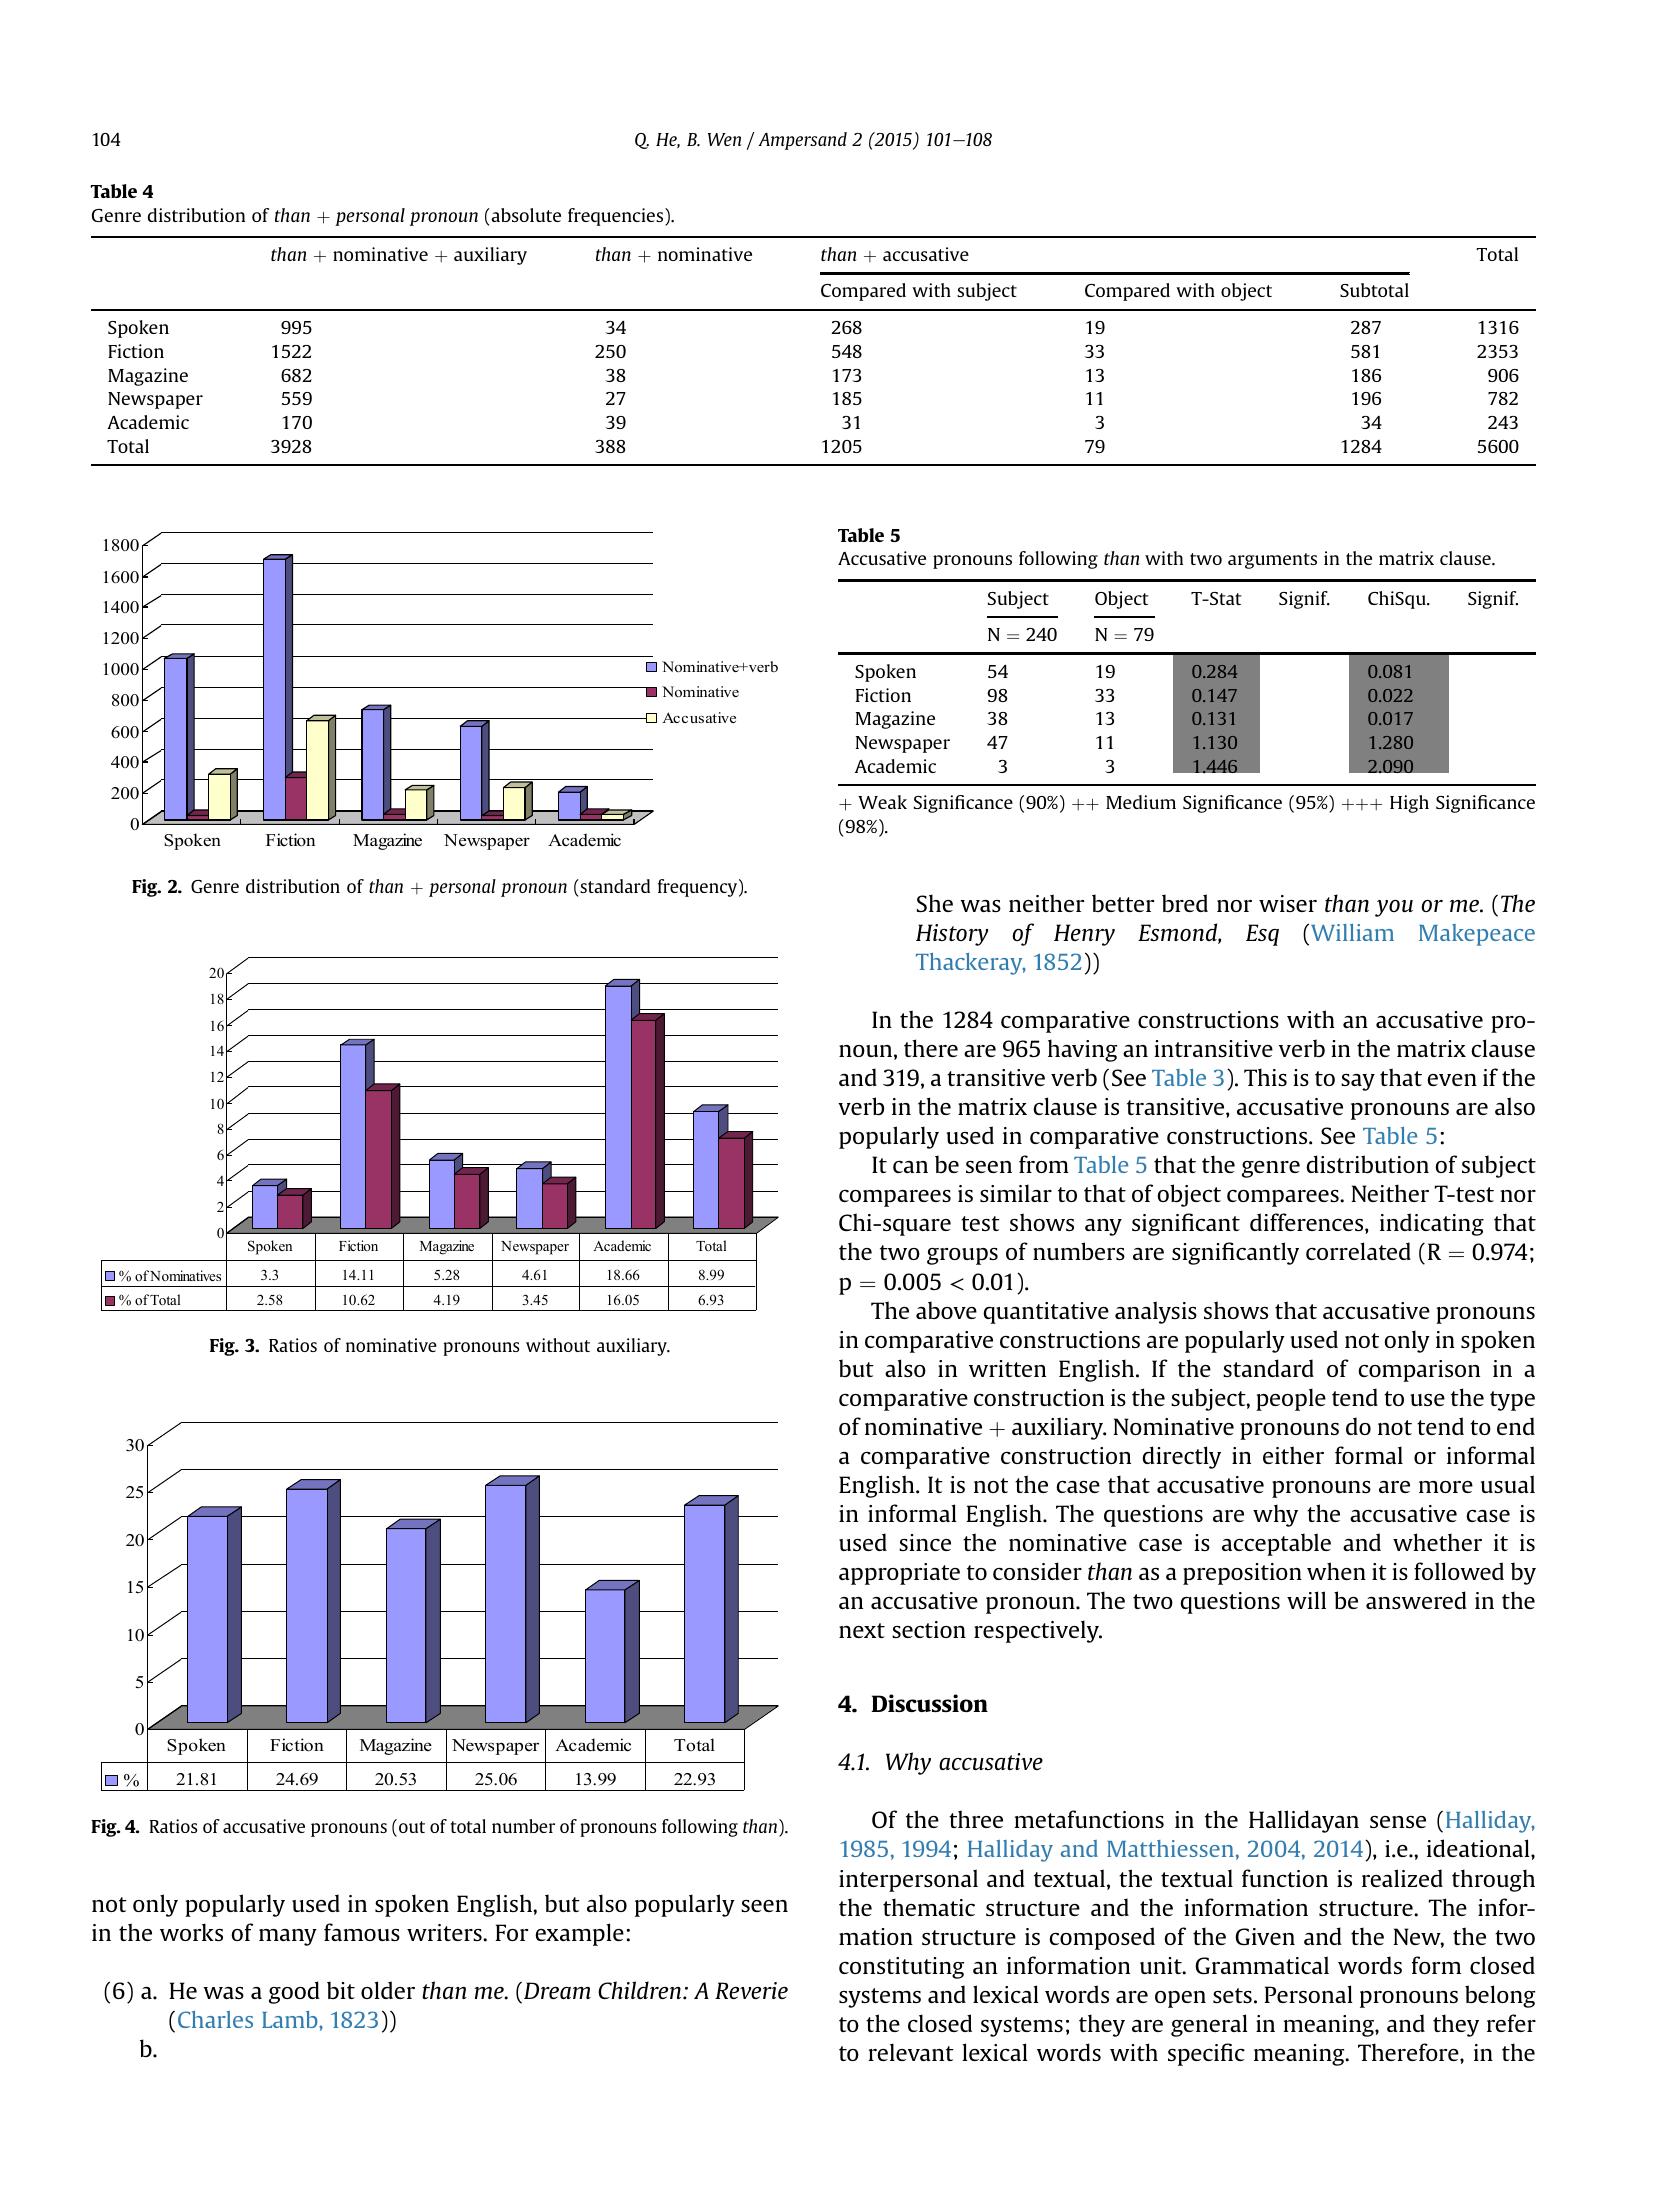 104
Q. He, B. Wen / Ampersand 2 (2015) 101–108
Table 4
Genre distribution of than + personal pronoun (absolute frequencies).
than + nominative + auxiliary than + nominative than + accusative Total
Compared with subject Compared with object Subtotal
Spoken 995 34 268 19 287 1316
Fiction 1522 250 548 33 581 2353
Magazine 682 38 173 13 186 906
Newspaper 559 27 185 11 196 782
Academic 170 39 31 3 34 243
Total 3928 388 1205 79 1284 5600
1800
1600
1400
1200
1000
800
600
400
200
0
Nominative+verb
Nominative
Accusative
Spoken Fiction Magazine Newspaper Academic
Fig. 2. Genre distribution of than + personal pronoun (standard frequency).
20
18
16
14
12
10
8
6
4
2
0
Spoken Fiction Magazine Newspaper Academic Total
% of Nominatives 3.3 14.11 5.28 4.61 18.66 8.99
% of Total 2.58 10.62 4.19 3.45 16.05 6.93
Fig. 3. Ratios of nominative pronouns without auxiliary.
30
25
20
15
10
5
0
Spoken Fiction Magazine Newspaper Academic Total
% 21.81 24.69 20.53 25.06 13.99 22.93
Fig. 4. Ratios of accusative pronouns (out of total number of pronouns following than).
not only popularly used in spoken English, but also popularly seen
in the works of many famous writers. For example:
(6) a. He was a good bit older than me. (Dream Children: A Reverie
(Charles Lamb, 1823))
b.
Table 5
Accusative pronouns following than with two arguments in the matrix clause.
Subject Object T-Stat Signif. ChiSqu. Signif.
N = 240 N = 79
Spoken 54 19 0.284 0.081
Fiction 98 33 0.147 0.022
Magazine 38 13 0.131 0.017
Newspaper 47 11 1.130 1.280
Academic 3 3 1.446 2.090
+ Weak Significance (90%) ++ Medium Significance (95%) +++ High Significance
(98%).
She was neither better bred nor wiser than you or me. (The
History of Henry Esmond, Esq (William Makepeace
Thackeray, 1852))
In the 1284 comparative constructions with an accusative pro-
noun, there are 965 having an intransitive verb in the matrix clause
and 319, a transitive verb (See Table 3). This is to say that even if the
verb in the matrix clause is transitive, accusative pronouns are also
popularly used in comparative constructions. See Table 5:
It can be seen from Table 5 that the genre distribution of subject
comparees is similar to that of object comparees. Neither T-test nor
Chi-square test shows any significant differences, indicating that
the two groups of numbers are significantly correlated (R = 0.974;
p = 0.005 < 0.01).
The above quantitative analysis shows that accusative pronouns
in comparative constructions are popularly used not only in spoken
but also in written English. If the standard of comparison in a
comparative construction is the subject, people tend to use the type
of nominative + auxiliary. Nominative pronouns do not tend to end
a comparative construction directly in either formal or informal
English. It is not the case that accusative pronouns are more usual
in informal English. The questions are why the accusative case is
used since the nominative case is acceptable and whether it is
appropriate to consider than as a preposition when it is followed by
an accusative pronoun. The two questions will be answered in the
next section respectively.
4. Discussion
4.1. Why accusative
Of the three metafunctions in the Hallidayan sense (Halliday,
1985, 1994; Halliday and Matthiessen, 2004, 2014), i.e., ideational,
interpersonal and textual, the textual function is realized through
the thematic structure and the information structure. The infor-
mation structure is composed of the Given and the New, the two
constituting an information unit. Grammatical words form closed
systems and lexical words are open sets. Personal pronouns belong
to the closed systems; they are general in meaning, and they refer
to relevant lexical words with specific meaning. Therefore, in the